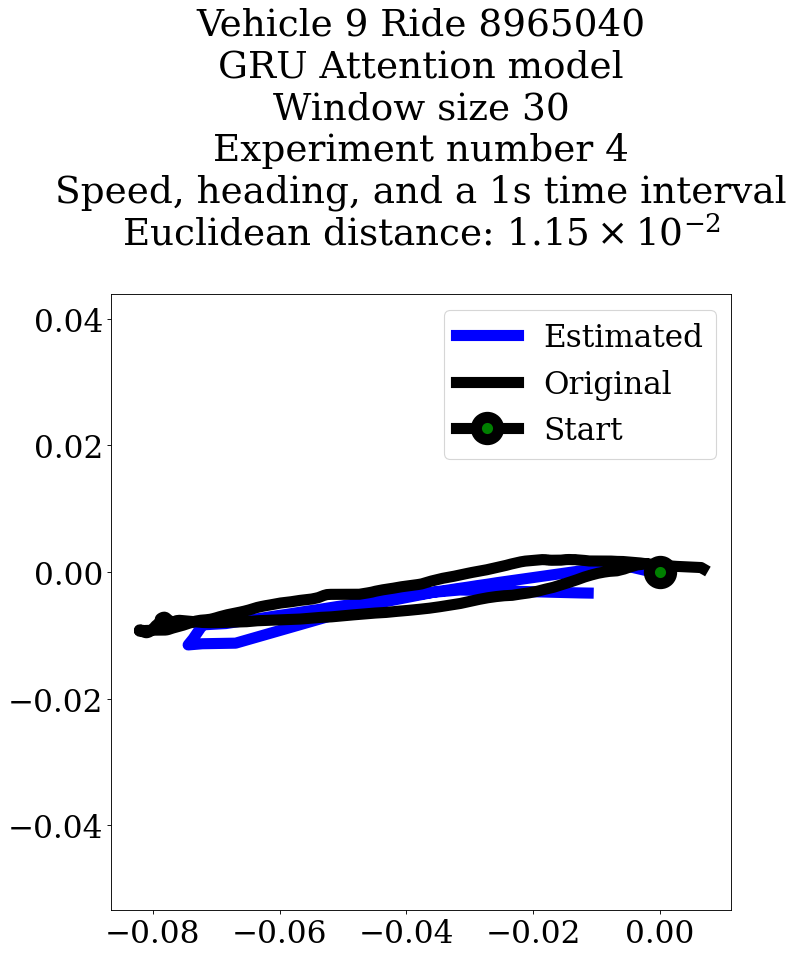 Vehicle 9 Ride 8965040
GRU Attention model
Window size 30
Experiment number 4
Speed, heading, and a 1s time interval
Euclidean distance: 1.15 × 10⁻²
Estimated
Original
Start
0.04
0.02
0.00
−0.02
−0.04
−0.08 −0.06 −0.04 −0.02 0.00